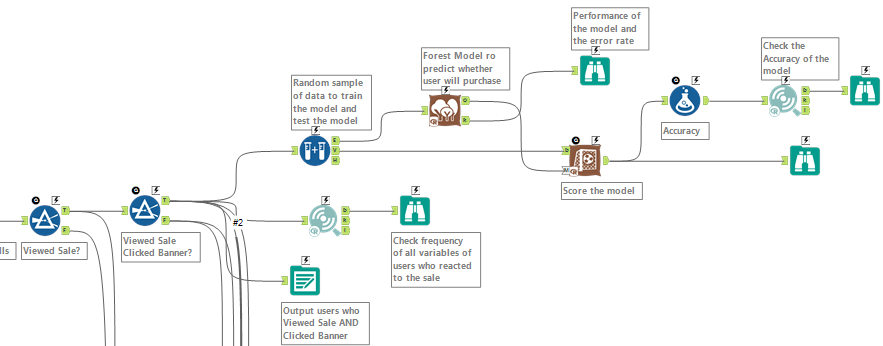 Performance of
the model and
the error rate
Check the
Accuracy of the
model
Forest Model ro
predict whether
user will purchase
Random sample
of data to train
the model and
test the model
E
V
H
O
R
b
R
I
Accuracy
D
M
Score the model
T
F
T
F
#2
b
R
I
lls
Viewed Sale?
Viewed Sale
Clicked Banner?
Check frequency
of all variables of
users who reacted
to the sale
Output users who
Viewed Sale AND
Clicked Banner